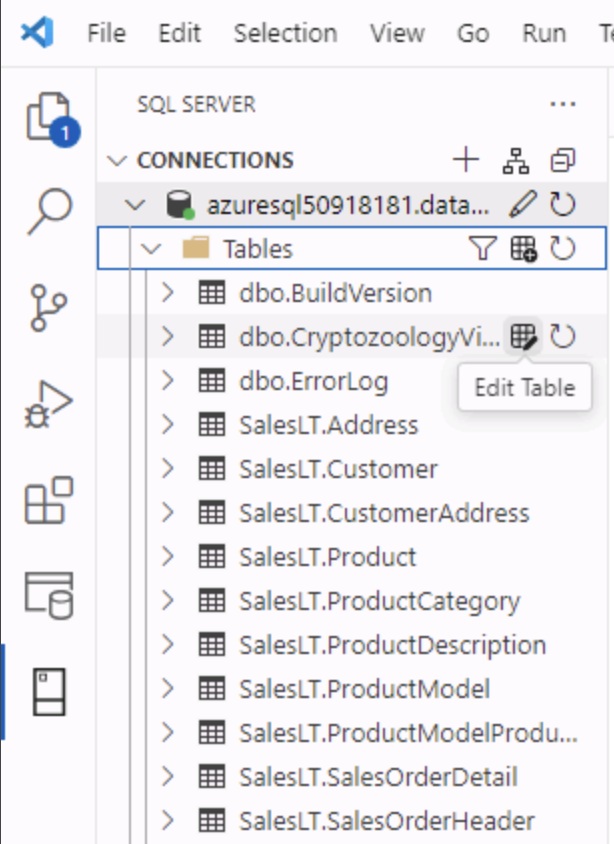 File Edit Selection View Go Run
SQL SERVER
1
CONNECTIONS
azuresql50918181.data...
Tables
dbo.BuildVersion
dbo.CryptozoologyVi...
dbo.ErrorLog
Edit Table
SalesLT.Address
SalesLT.Customer
SalesLT.CustomerAddress
SalesLT.Product
SalesLT.ProductCategory
SalesLT.ProductDescription
SalesLT.ProductModel
SalesLT.ProductModelProdu...
SalesLT.SalesOrderDetail
SalesLT.SalesOrderHeader